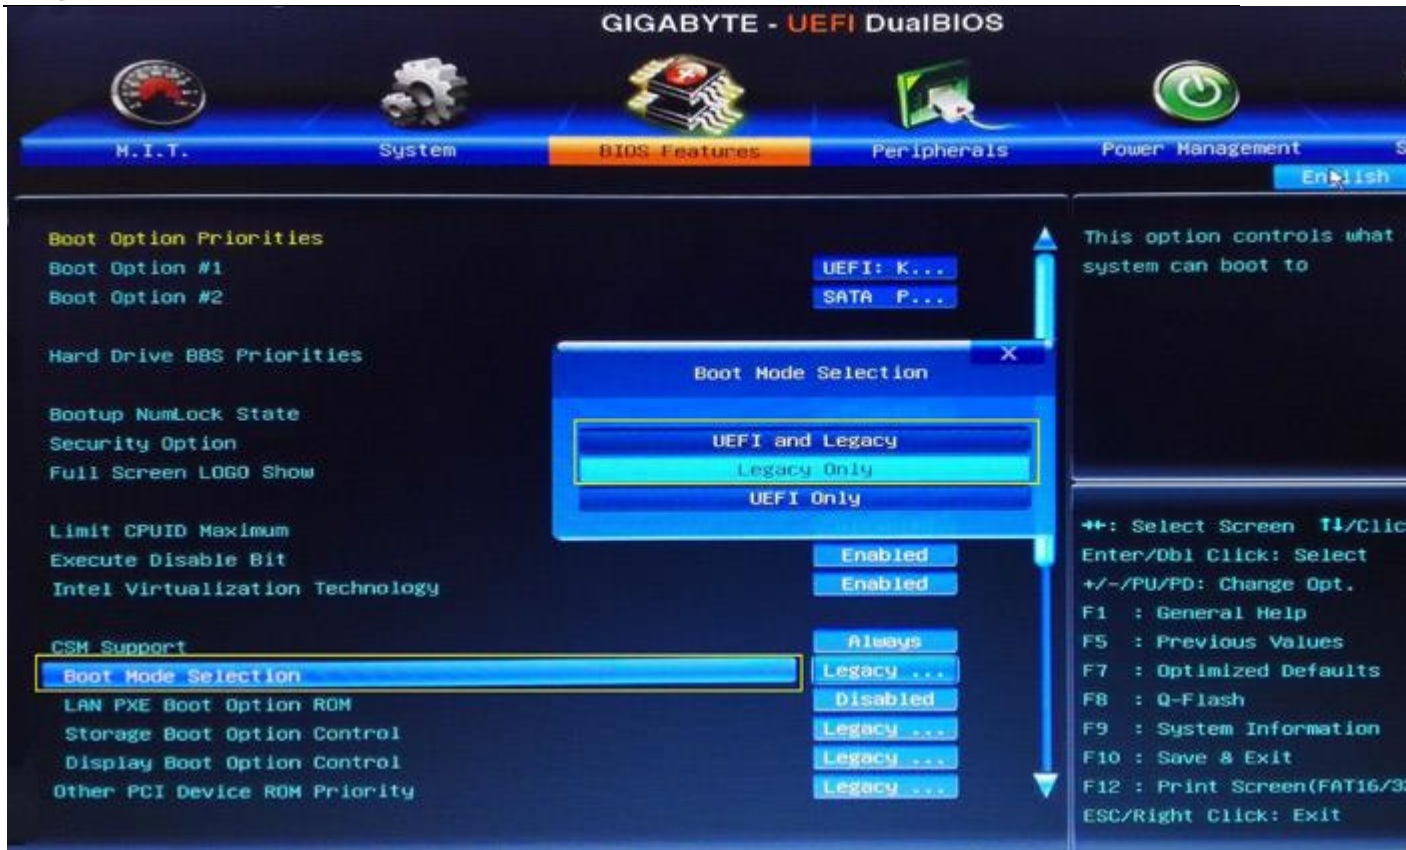 GIGABYTE - UEFI DualBIOS
M.I.T. System BIOS Features Peripherals Power Management S
English
Boot Option Priorities
Boot Option #1 UEFI: K...
Boot Option #2 SATA P...
Hard Drive BBS Priorities
Bootup NumLock State
Security Option
Full Screen LOGO Show
Limit CPUID Maximum
Execute Disable Bit Enabled
Intel Virtualization Technology Enabled
CSM Support Always
Boot Mode Selection Legacy ...
LAN PXE Boot Option ROM Disabled
Storage Boot Option Control Legacy ...
Display Boot Option Control Legacy ...
Other PCI Device ROM Priority Legacy ...
X
Boot Mode Selection
UEFI and Legacy
Legacy Only
UEFI Only
This option controls what
system can boot to
→←: Select Screen ↑↓/Clic
Enter/Dbl Click: Select
+/-/PU/PD: Change Opt.
F1 : General Help
F5 : Previous Values
F7 : Optimized Defaults
F8 : Q-Flash
F9 : System Information
F10 : Save & Exit
F12 : Print Screen(FAT16/3
ESC/Right Click: Exit